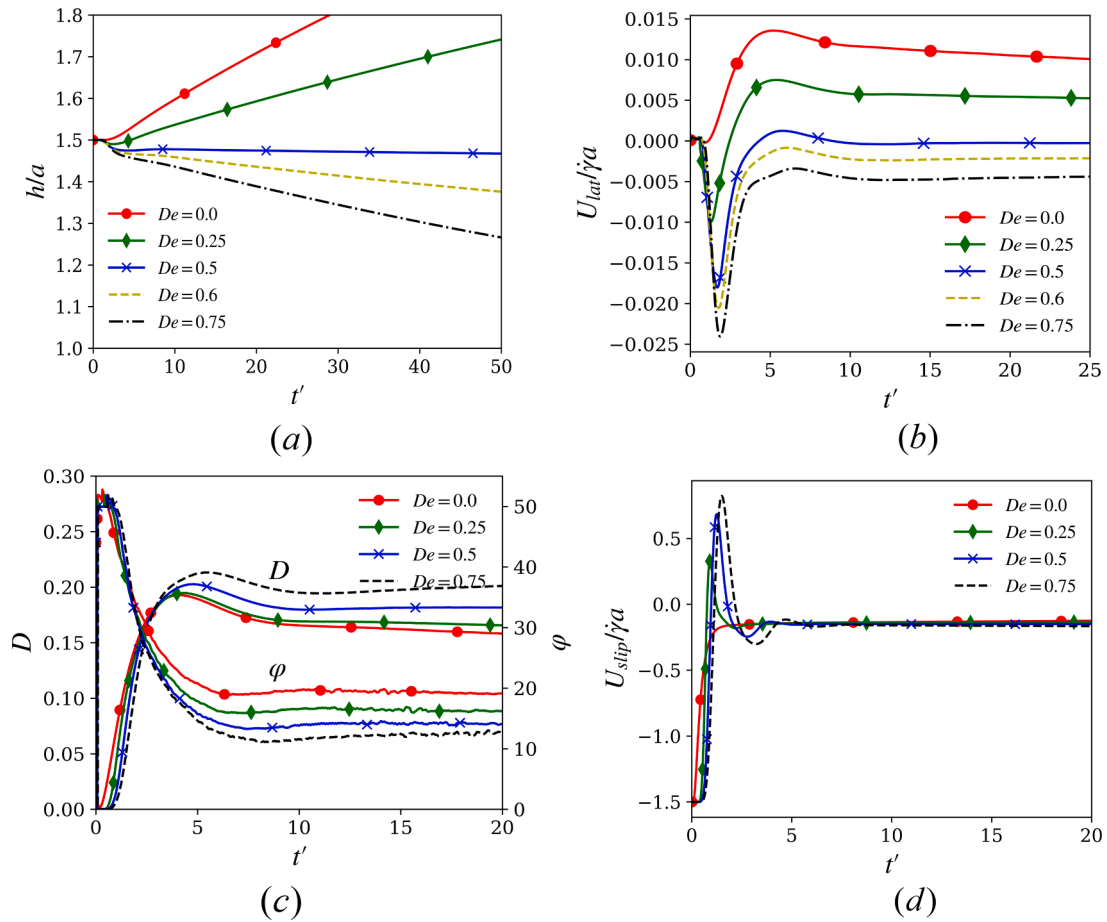 1.8
1.7
1.6
1.5
1.4
1.3
1.2
1.1
1.0
h/a
De = 0.0
De = 0.25
De = 0.5
De = 0.6
De = 0.75
0 10 20 30 40 50
t′
(a)
0.015
0.010
0.005
0.000
−0.005
−0.010
−0.015
−0.020
−0.025
U_lat/γ̇a
De = 0.0
De = 0.25
De = 0.5
De = 0.6
De = 0.75
0 5 10 15 20 25
t′
(b)
0.30
0.25
0.20
0.15
0.10
0.05
0.00
D
De = 0.0
De = 0.25
De = 0.5
De = 0.75
D
φ
50
40
30
20
10
0
φ
0 5 10 15 20
t′
(c)
0.5
0.0
−0.5
−1.0
−1.5
U_slip/γ̇a
De = 0.0
De = 0.25
De = 0.5
De = 0.75
0 5 10 15 20
t′
(d)